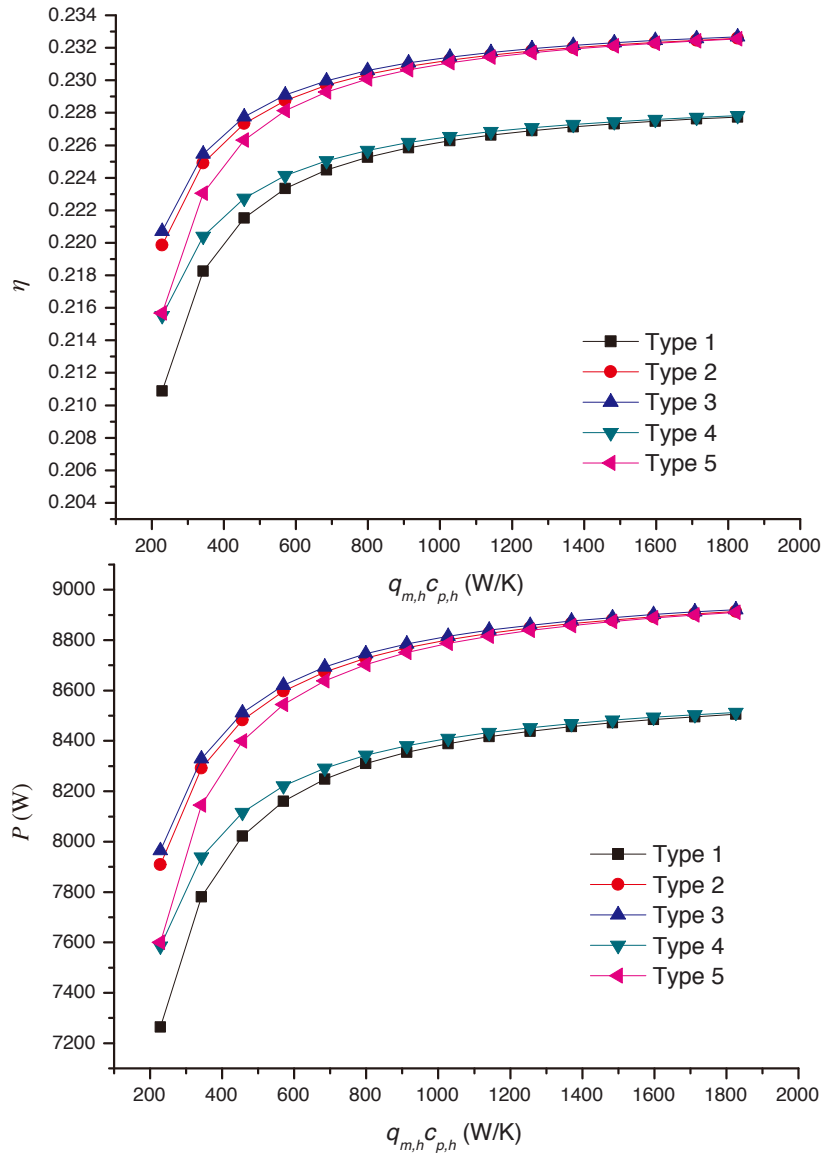 0.234
0.232
0.230
0.228
0.226
0.224
0.222
0.220
0.218
0.216
0.214
0.212
0.210
0.208
0.206
0.204
η
Type 1
Type 2
Type 3
Type 4
Type 5
200 400 600 800 1000 1200 1400 1600 1800 2000
q_{m,h}c_{p,h} (W/K)
9000
8800
8600
8400
8200
8000
7800
7600
7400
7200
P (W)
Type 1
Type 2
Type 3
Type 4
Type 5
200 400 600 800 1000 1200 1400 1600 1800 2000
q_{m,h}c_{p,h} (W/K)